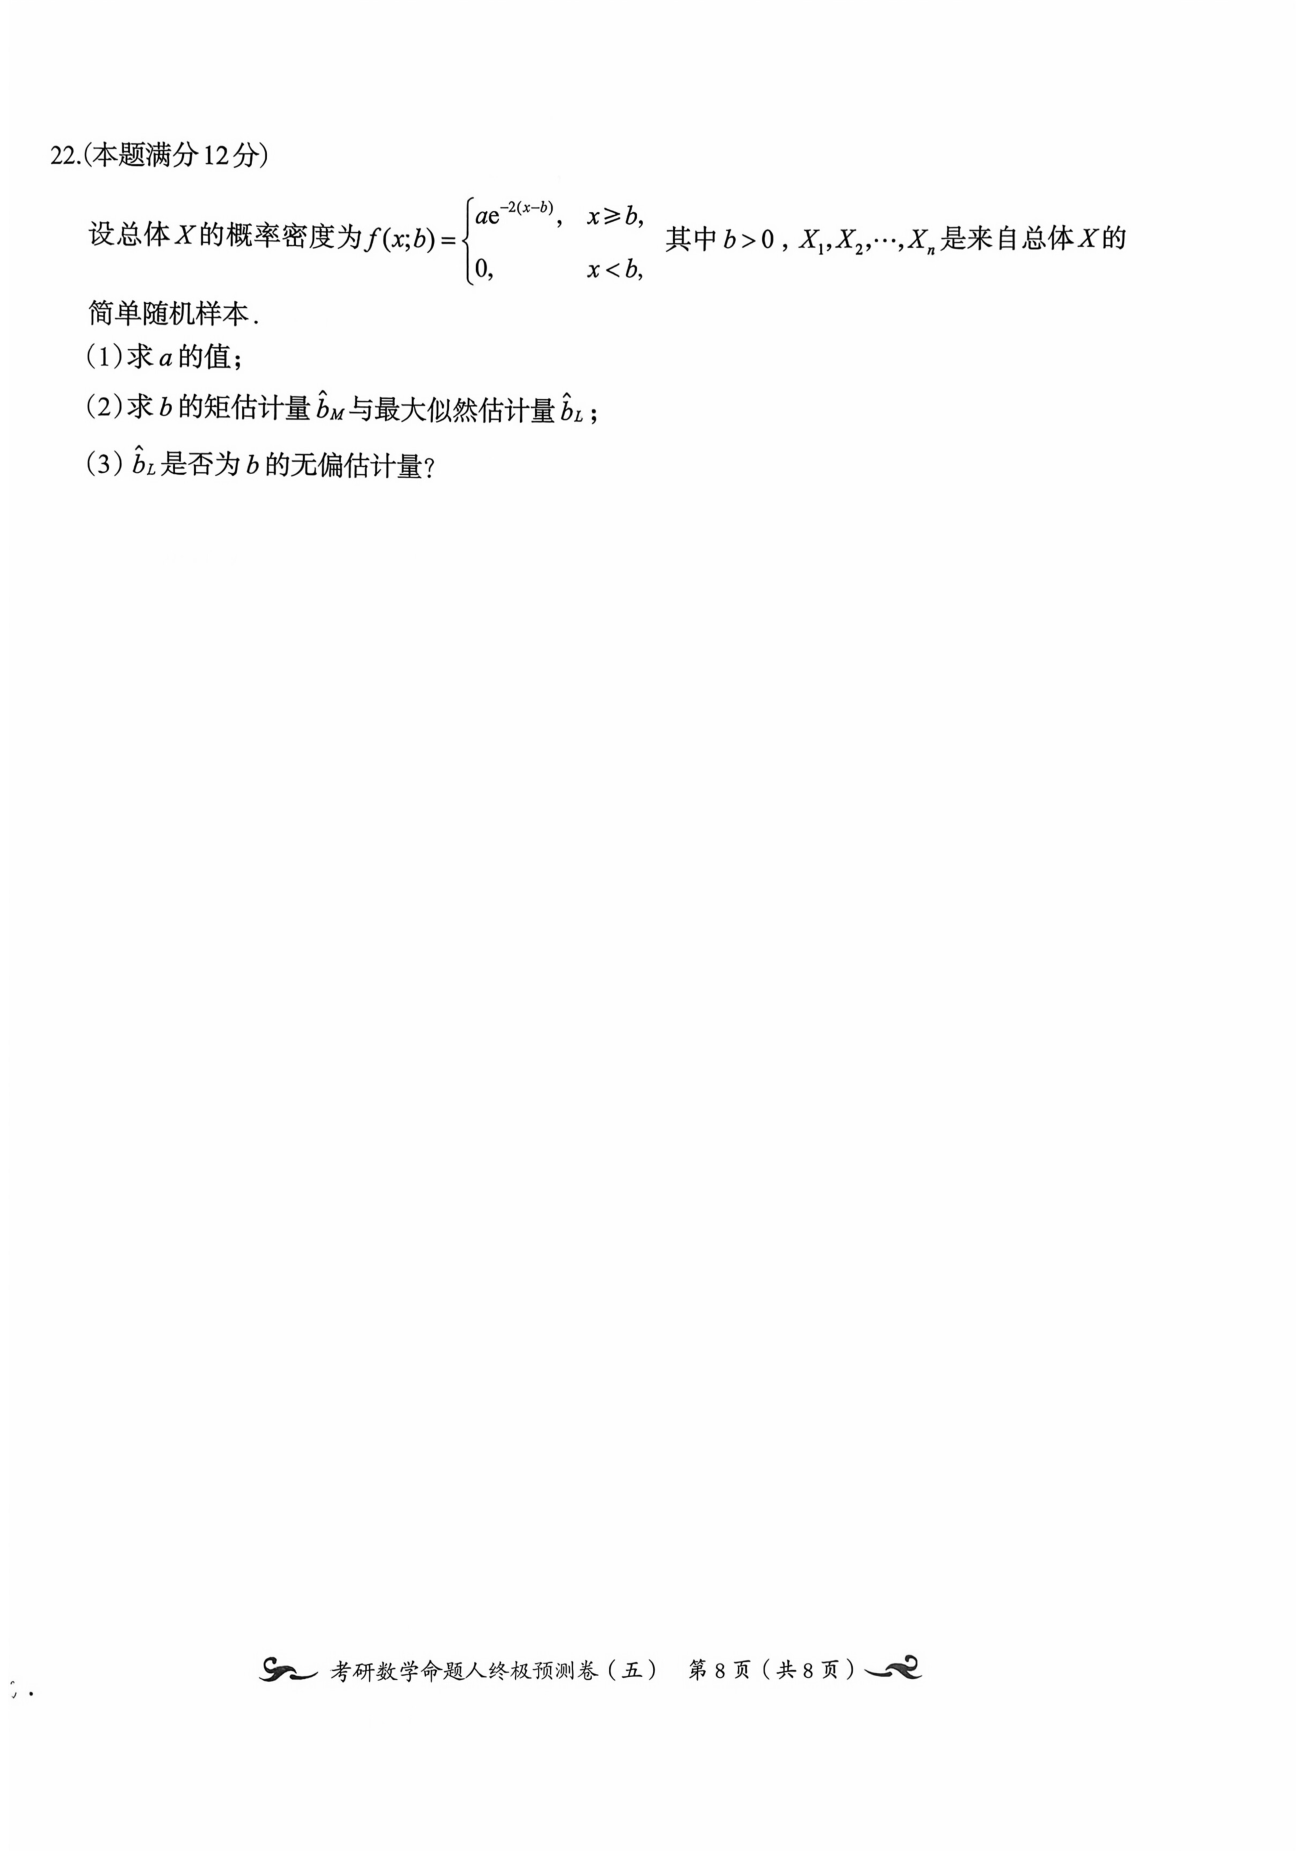 22.(本题满分12分)
设总体X的概率密度为f(x;b)={ae^{-2(x-b)}, x≥b, 0, x<b, 其中b>0, X₁,X₂,⋯,Xₙ是来自总体X的
简单随机样本.
(1)求a的值;
(2)求b的矩估计量b̂_M与最大似然估计量b̂_L;
(3) b̂_L是否为b的无偏估计量?
考研数学命题人终极预测卷(五) 第8页(共8页)